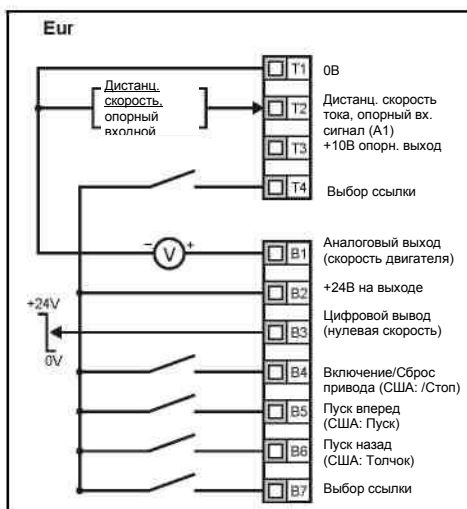 Eur
T1
0В
Дистанц.
скорость,
опорный
входной
T2
Дистанц. скорость
тока, опорный вх.
сигнал (А1)
T3
+10В опорн. выход
T4
Выбор ссылки
− V +
B1
Аналоговый выход
(скорость двигателя)
B2
+24В на выходе
+24V
0V
B3
Цифровой вывод
(нулевая скорость)
B4
Включение/Сброс
привода (США: /Стоп)
B5
Пуск вперед
(США: Пуск)
B6
Пуск назад
(США: Толчок)
B7
Выбор ссылки